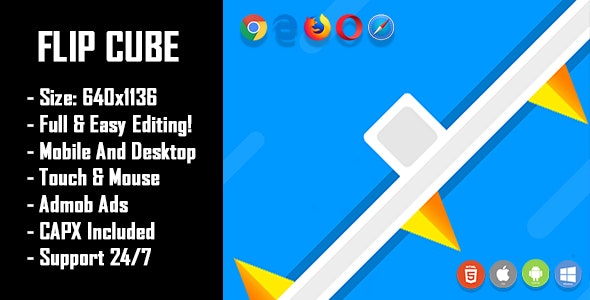 FLIP CUBE
- Size: 640x1136
- Full & Easy Editing!
- Mobile And Desktop
- Touch & Mouse
- Admob Ads
- CAPX Included
- Support 24/7